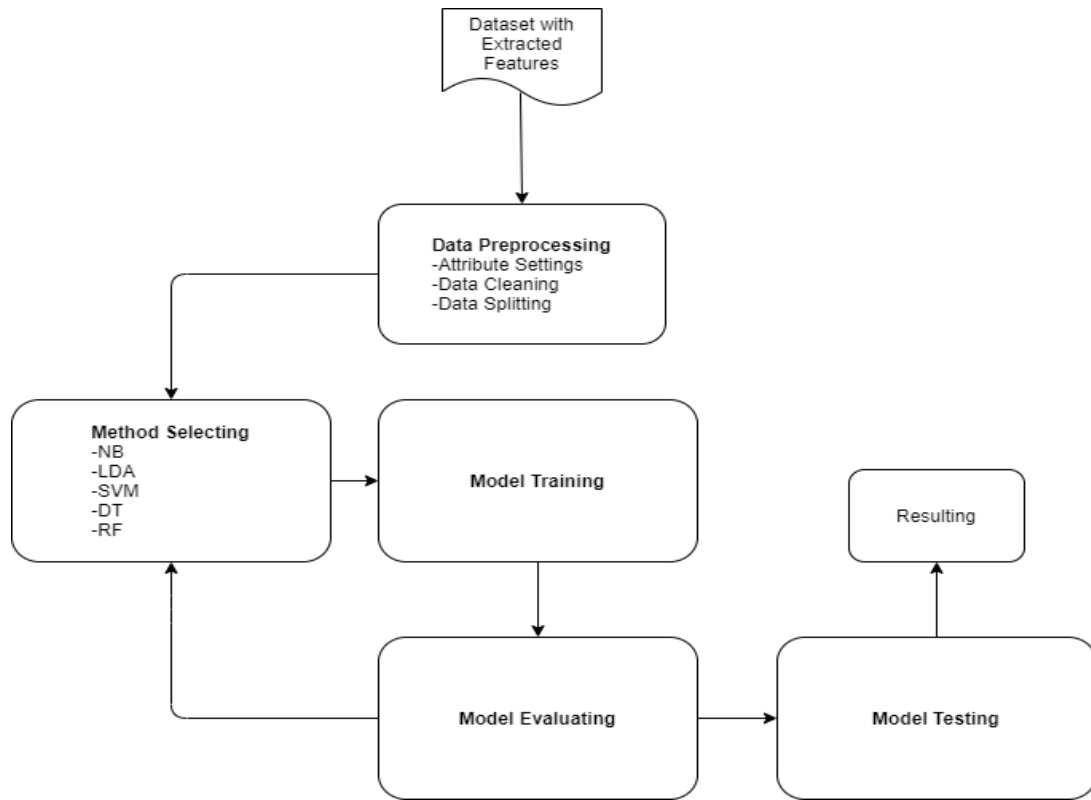 Dataset with
Extracted
Features
Data Preprocessing
-Attribute Settings
-Data Cleaning
-Data Splitting
Method Selecting
-NB
-LDA
-SVM
-DT
-RF
Model Training
Resulting
Model Evaluating
Model Testing